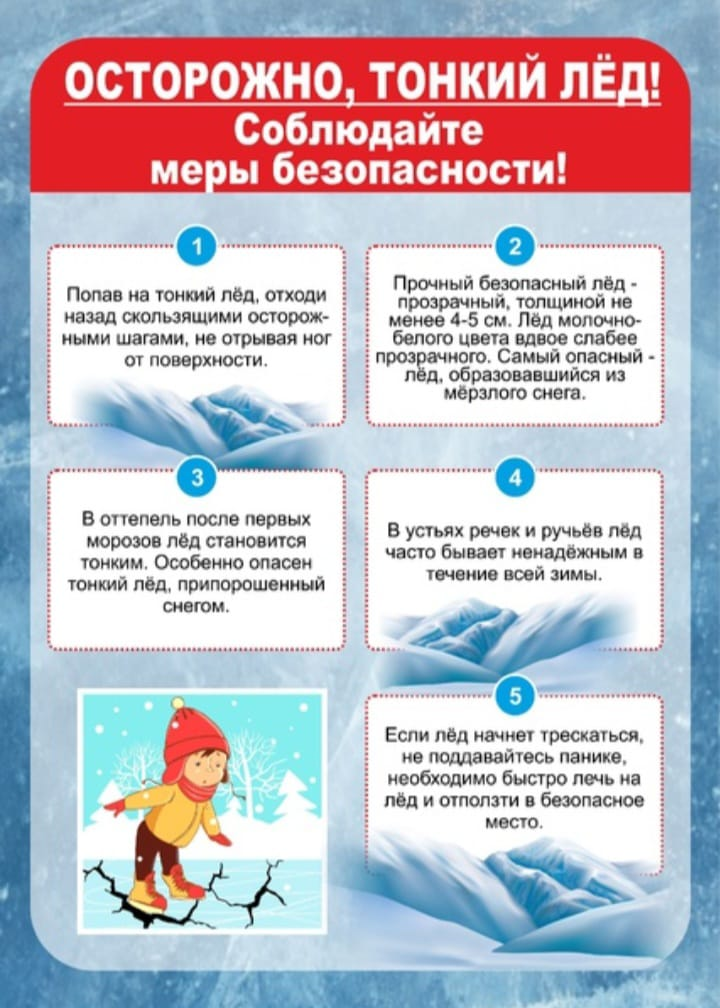 ОСТОРОЖНО, ТОНКИЙ ЛЁД!
Соблюдайте
меры безопасности!
1
Попав на тонкий лёд, отходи
назад скользящими осторож-
ными шагами, не отрывая ног
от поверхности.
2
Прочный безопасный лёд -
прозрачный, толщиной не
менее 4-5 см. Лёд молочно-
белого цвета вдвое слабее
прозрачного. Самый опасный -
лёд, образовавшийся из
мёрзлого снега.
3
В оттепель после первых
морозов лёд становится
тонким. Особенно опасен
тонкий лёд, припорошенный
снегом.
4
В устьях речек и ручьёв лёд
часто бывает ненадёжным в
течение всей зимы.
5
Если лёд начнет трескаться,
не поддавайтесь панике,
необходимо быстро лечь на
лёд и отползти в безопасное
место.